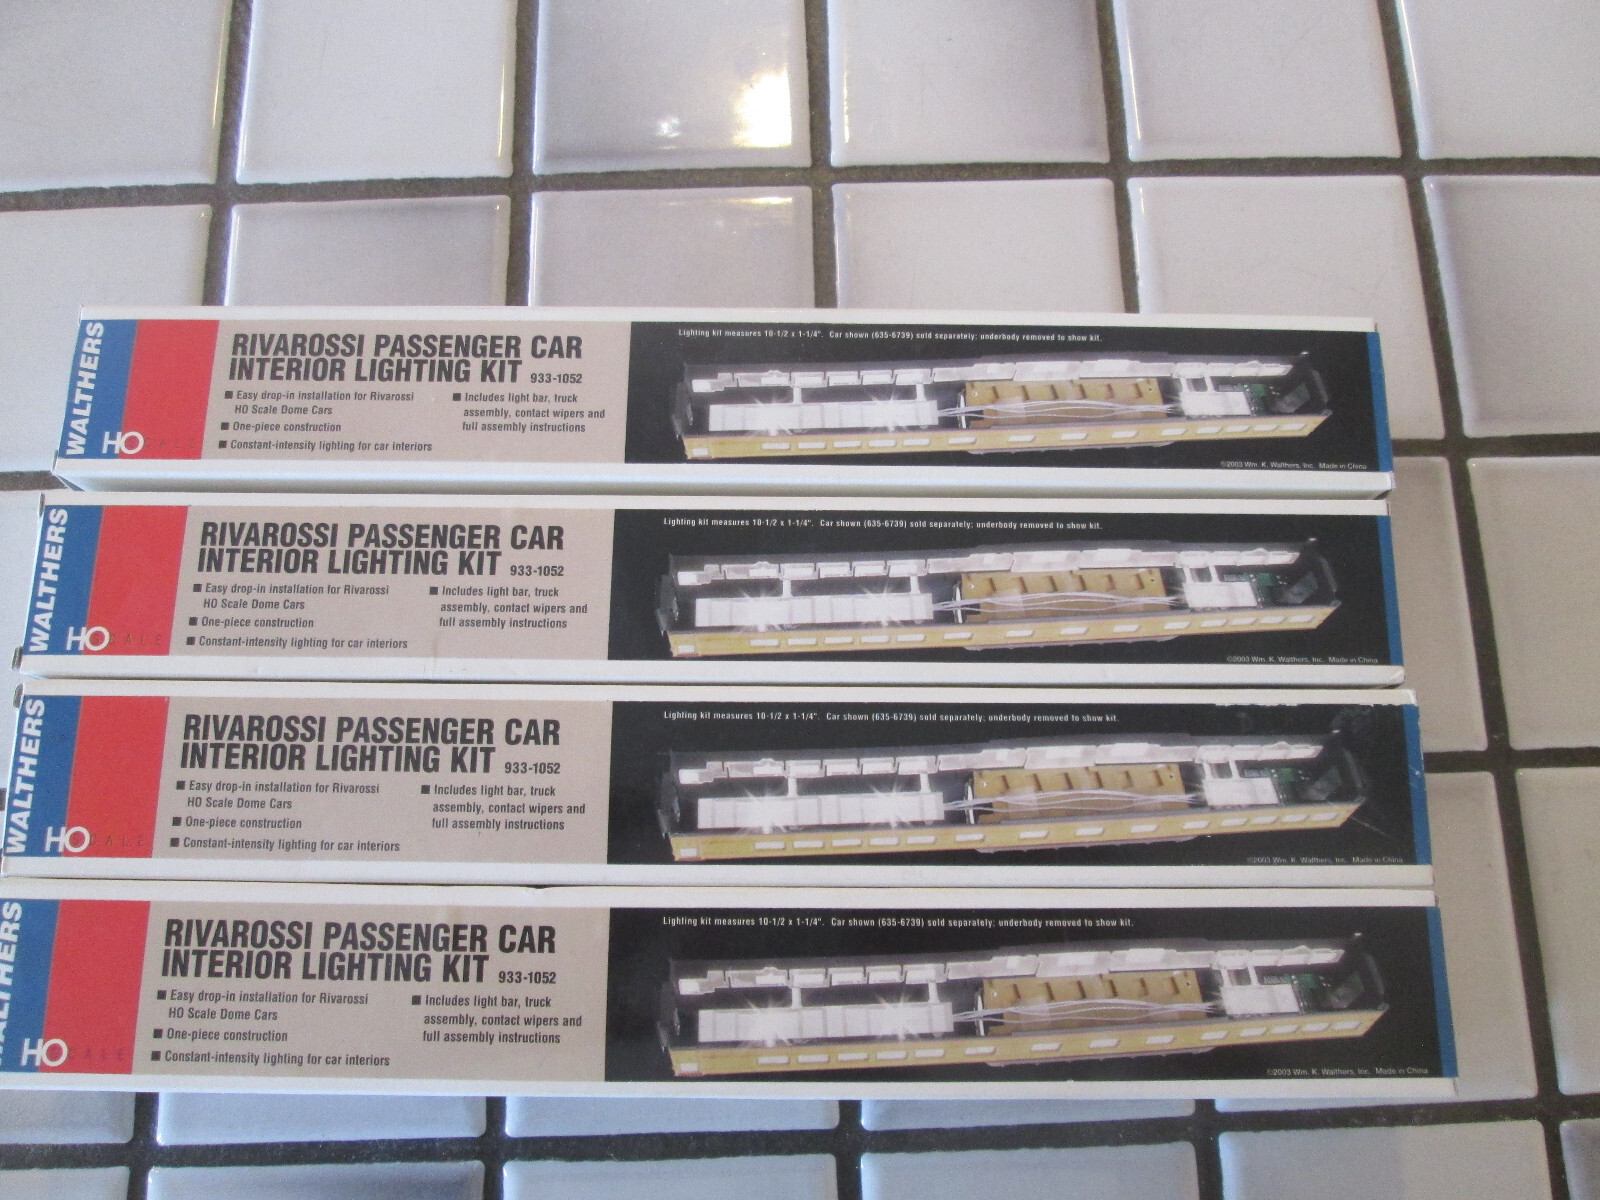 WALTHERS
HO SCALE
RIVAROSSI PASSENGER CAR
INTERIOR LIGHTING KIT 933-1052
■ Easy drop-in installation for Rivarossi
HO Scale Dome Cars
■ One-piece construction
■ Constant-intensity lighting for car interiors
■ Includes light bar, truck
assembly, contact wipers and
full assembly instructions
Lighting kit measures 10-1/2 x 1-1/4". Car shown (635-6739) sold separately; underbody removed to show kit.
©2003 Wm. K. Walthers, Inc. Made in China
WALTHERS
HO SCALE
RIVAROSSI PASSENGER CAR
INTERIOR LIGHTING KIT 933-1052
■ Easy drop-in installation for Rivarossi
HO Scale Dome Cars
■ One-piece construction
■ Constant-intensity lighting for car interiors
■ Includes light bar, truck
assembly, contact wipers and
full assembly instructions
Lighting kit measures 10-1/2 x 1-1/4". Car shown (635-6739) sold separately; underbody removed to show kit.
©2003 Wm. K. Walthers, Inc. Made in China
WALTHERS
HO SCALE
RIVAROSSI PASSENGER CAR
INTERIOR LIGHTING KIT 933-1052
■ Easy drop-in installation for Rivarossi
HO Scale Dome Cars
■ One-piece construction
■ Constant-intensity lighting for car interiors
■ Includes light bar, truck
assembly, contact wipers and
full assembly instructions
Lighting kit measures 10-1/2 x 1-1/4". Car shown (635-6739) sold separately; underbody removed to show kit.
©2003 Wm. K. Walthers, Inc. Made in China
WALTHERS
HO SCALE
RIVAROSSI PASSENGER CAR
INTERIOR LIGHTING KIT 933-1052
■ Easy drop-in installation for Rivarossi
HO Scale Dome Cars
■ One-piece construction
■ Constant-intensity lighting for car interiors
■ Includes light bar, truck
assembly, contact wipers and
full assembly instructions
Lighting kit measures 10-1/2 x 1-1/4". Car shown (635-6739) sold separately; underbody removed to show kit.
©2003 Wm. K. Walthers, Inc. Made in China